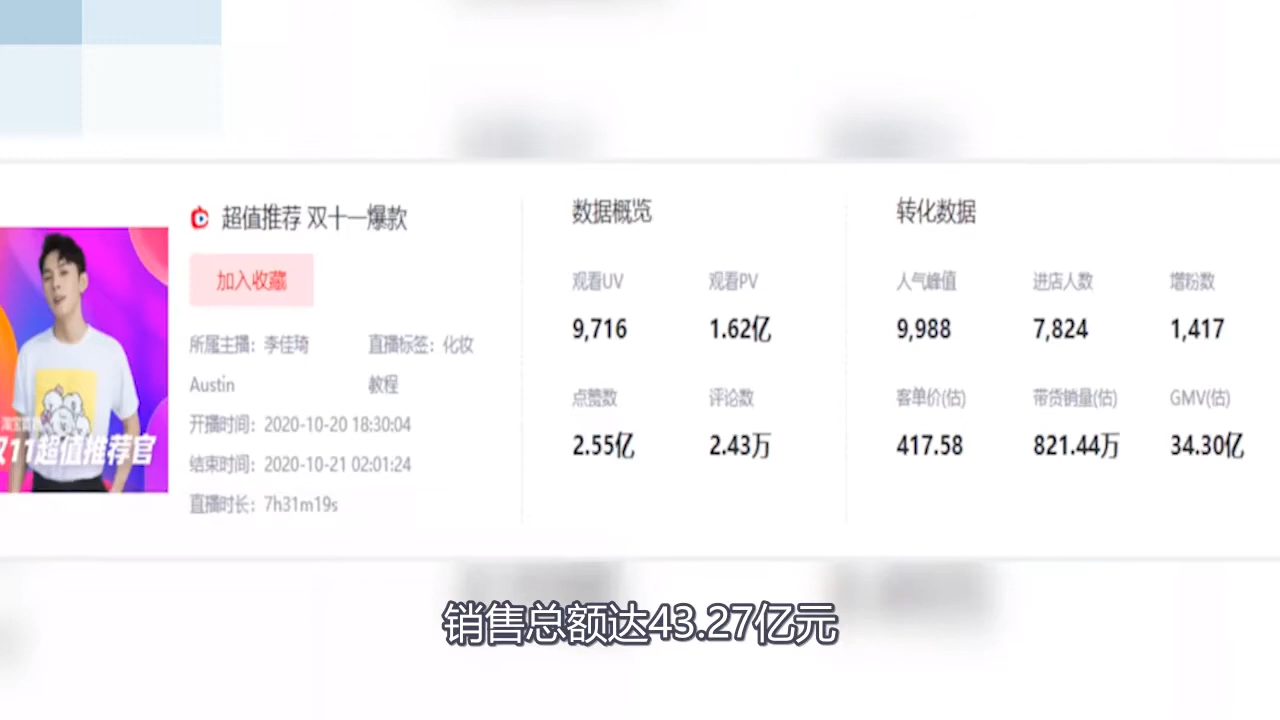 超值推荐 双十一爆款
加入收藏
所属主播：李佳琦
Austin
直播标签：化妆
教程
开播时间：2020-10-20 18:30:04
结束时间：2020-10-21 02:01:24
直播时长：7h31m19s
双11超值推荐官
数据概览
观看UV 观看PV
9,716 1.62亿
点赞数 评论数
2.55亿 2.43万
转化数据
人气峰值 进店人数 增粉数
9,988 7,824 1,417
客单价(估) 带货销量(估) GMV(估)
417.58 821.44万 34.30亿
销售总额达43.27亿元